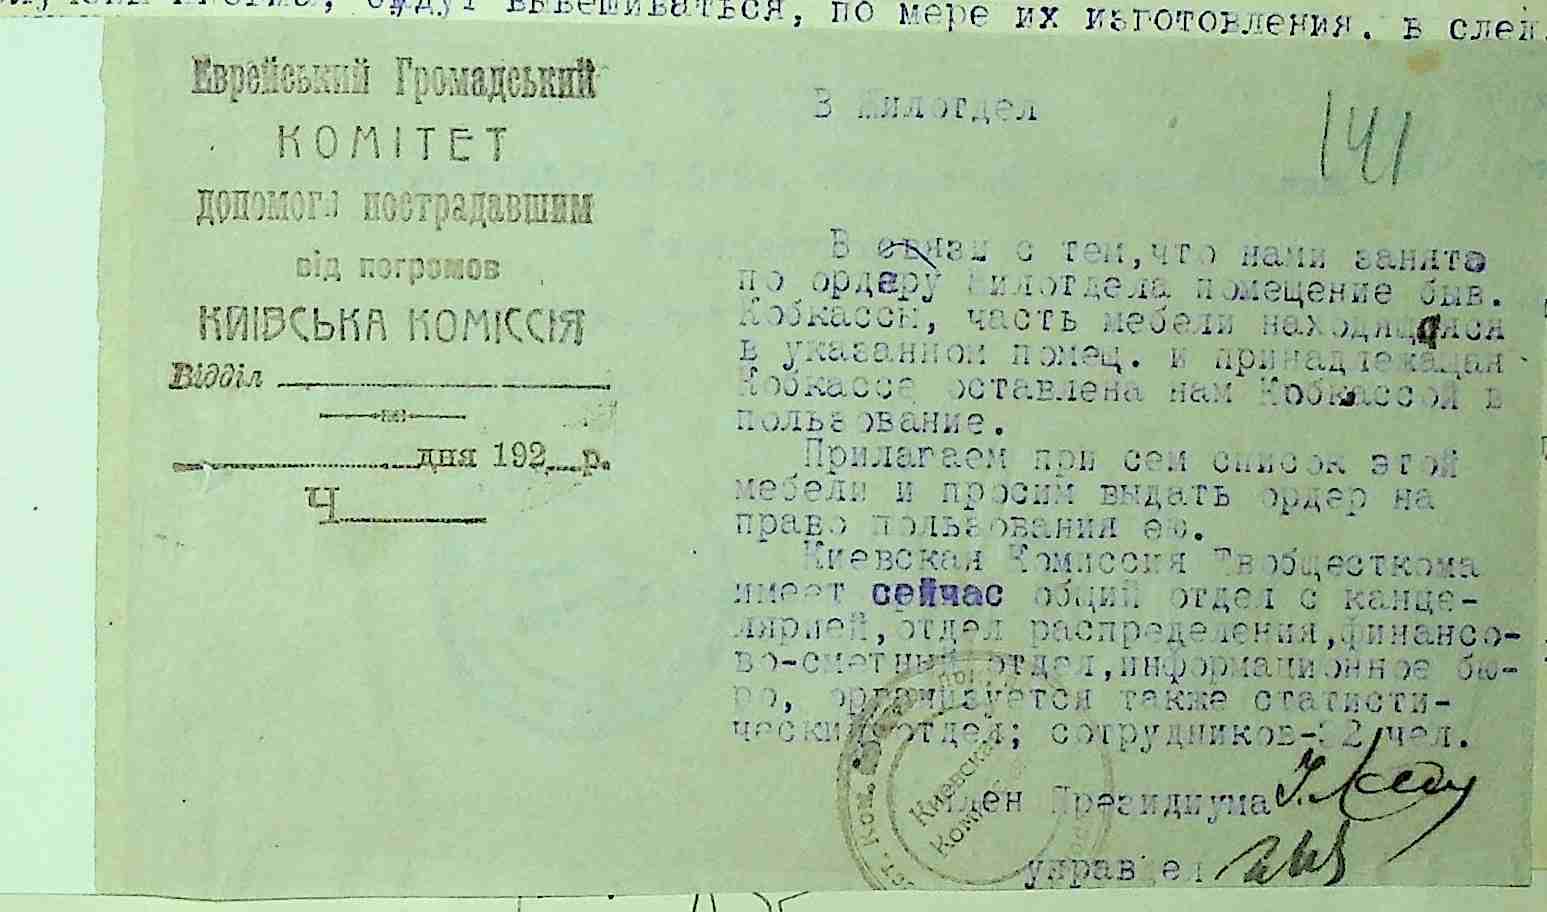 будут вывешиваться, по мере их изготовления. в
Еврейський Громадський
КОМІТЕТ
допомога пострадавшим
від погромов
КИЇВСЬКА КОМІССІЯ
Відділ
дня 192 р.
Ч
В Жилотдел
141
В связи с тем,что нами занято
по ордеру Жилотдела помещение быв.
Кобкассы, часть мебели находящаяся
в указанном помещ. и принадлежащая
Кобкассе оставлена нам Кобкассой в
пользование.
Прилагаем при сем список этой
мебели и просим выдать ордер на
право пользования ею.
Киевская Комиссия Евобщесткома
имеет сейчас общий отдел с канце-
лярией,отдел распределения,финансо-
во-сметный отдел,информационное бю-
ро, организуется также статисти-
ческий отдел; сотрудников- чел.
Член Президиума
управдел
Киевская